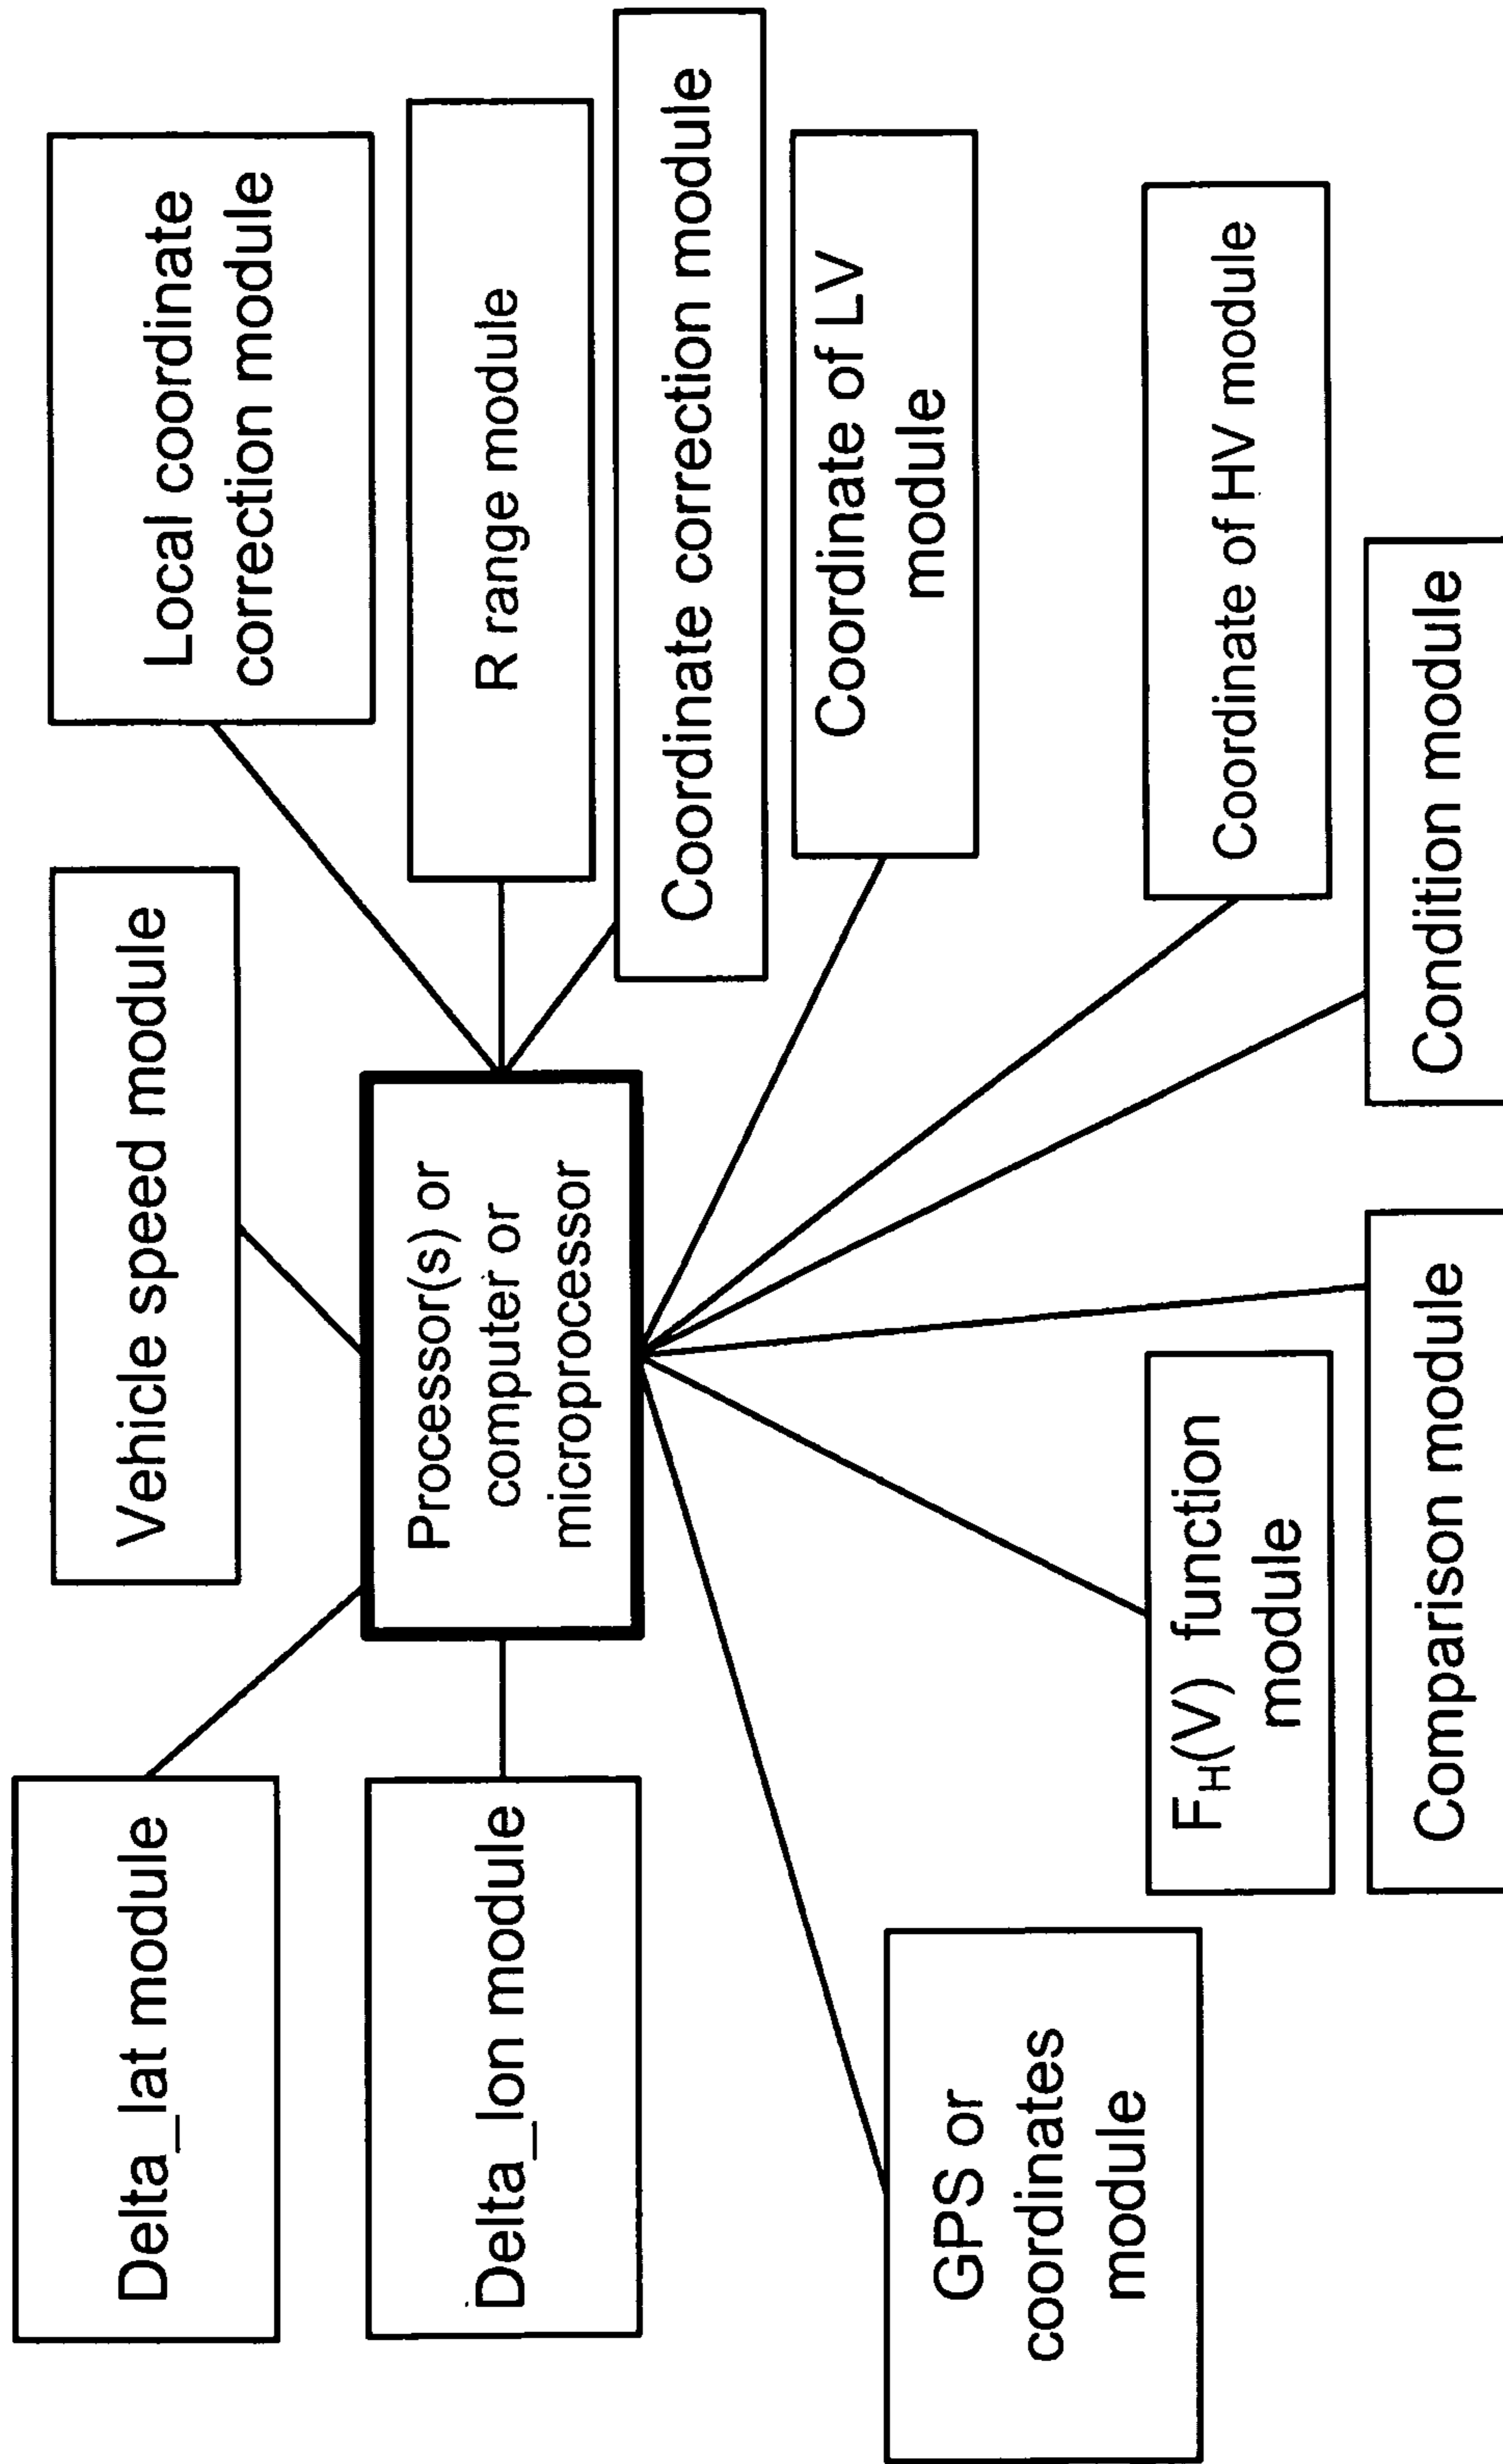 Delta_lat module
Vehicle speed module
Local coordinate
correction module
Delta_lon module
Processor(s) or
computer or
microprocessor
R range module
Coordinate correction module
Coordinate of LV
module
GPS or
coordinates
module
F_H(V) function
module
Coordinate of HV module
Comparison module
Condition module